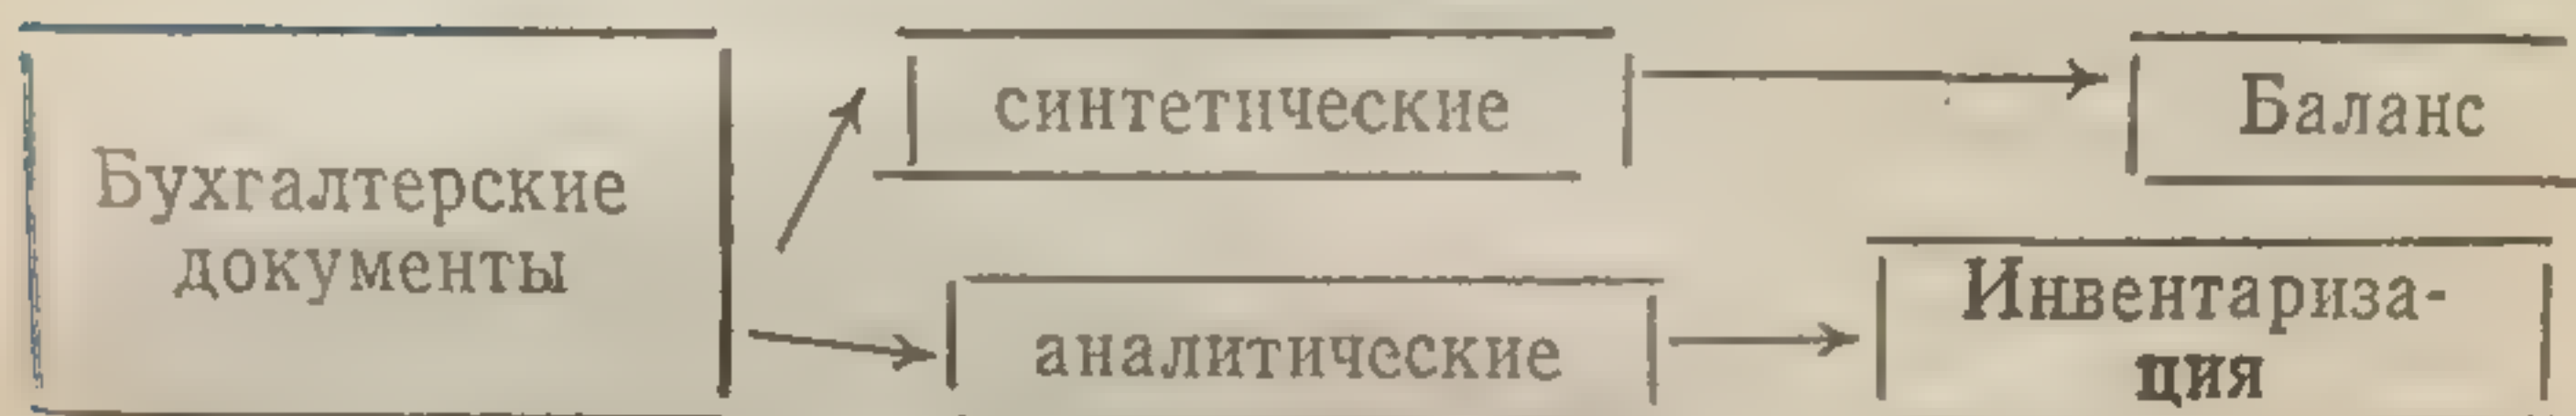 Бухгалтерские
документы
синтетические
Баланс
аналитические
Инвентариза-
ция